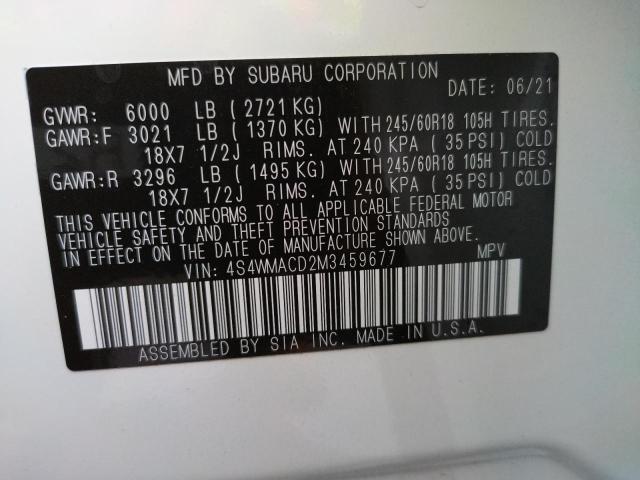 MFD BY SUBARU CORPORATION
DATE: 06/21
GVWR: 6000 LB ( 2721 KG)
GAWR:F 3021 LB ( 1370 KG) WITH 245/60R18 105H TIRES.
18X7 1/2J RIMS. AT 240 KPA ( 35 PSI) COLD
GAWR:R 3296 LB ( 1495 KG) WITH 245/60R18 105H TIRES.
18X7 1/2J RIMS. AT 240 KPA ( 35 PSI) COLD
THIS VEHICLE CONFORMS TO ALL APPLICABLE FEDERAL MOTOR
VEHICLE SAFETY AND THEFT PREVENTION STANDARDS
IN EFFECT ON THE DATE OF MANUFACTURE SHOWN ABOVE.
VIN: 4S4WMACD2M3459677 MPV
ASSEMBLED BY SIA INC. MADE IN U.S.A.